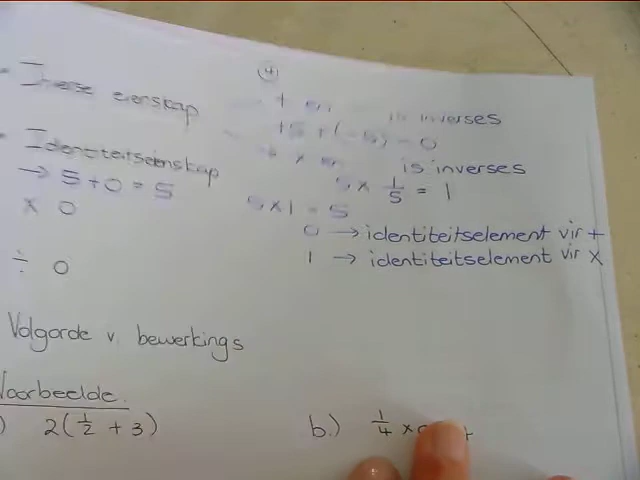 ④
+ en is inverses
Inverse eienskap
+5 + (-5) = 0
x en is inverses
Identiteitseienskap
5 x 1/5 = 1
→ 5 + 0 = 5
5 x 1 = 5
x 0
0 → identiteitselement vir +
÷ 0
1 → identiteitselement vir x
Volgorde v. bewerkings
Voorbeelde.
) 2(1/2 + 3)
b.) 1/4 x